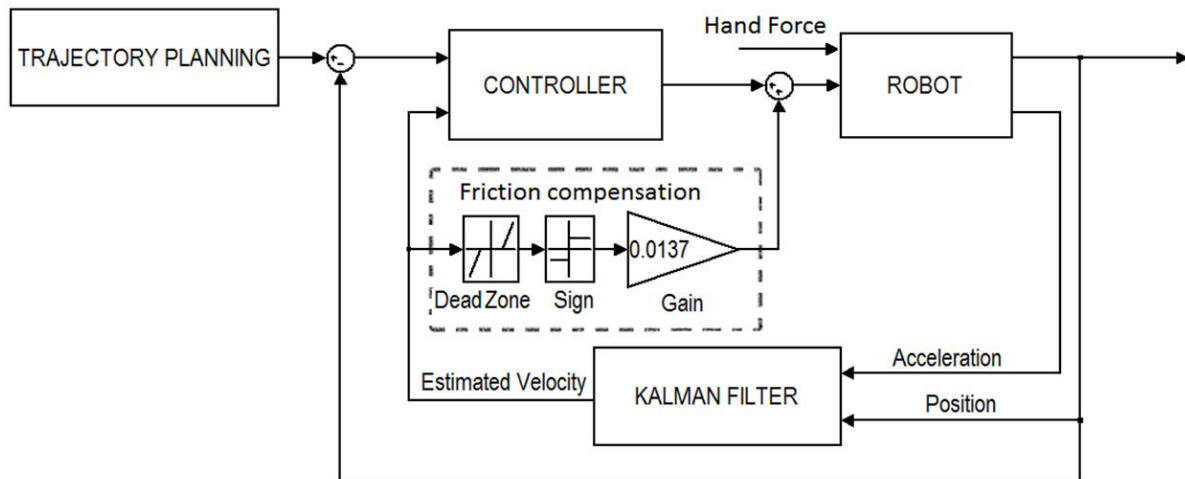 Hand Force
TRAJECTORY PLANNING
CONTROLLER
ROBOT
Friction compensation
0.0137
Dead Zone
Sign
Gain
Acceleration
Estimated Velocity
KALMAN FILTER
Position